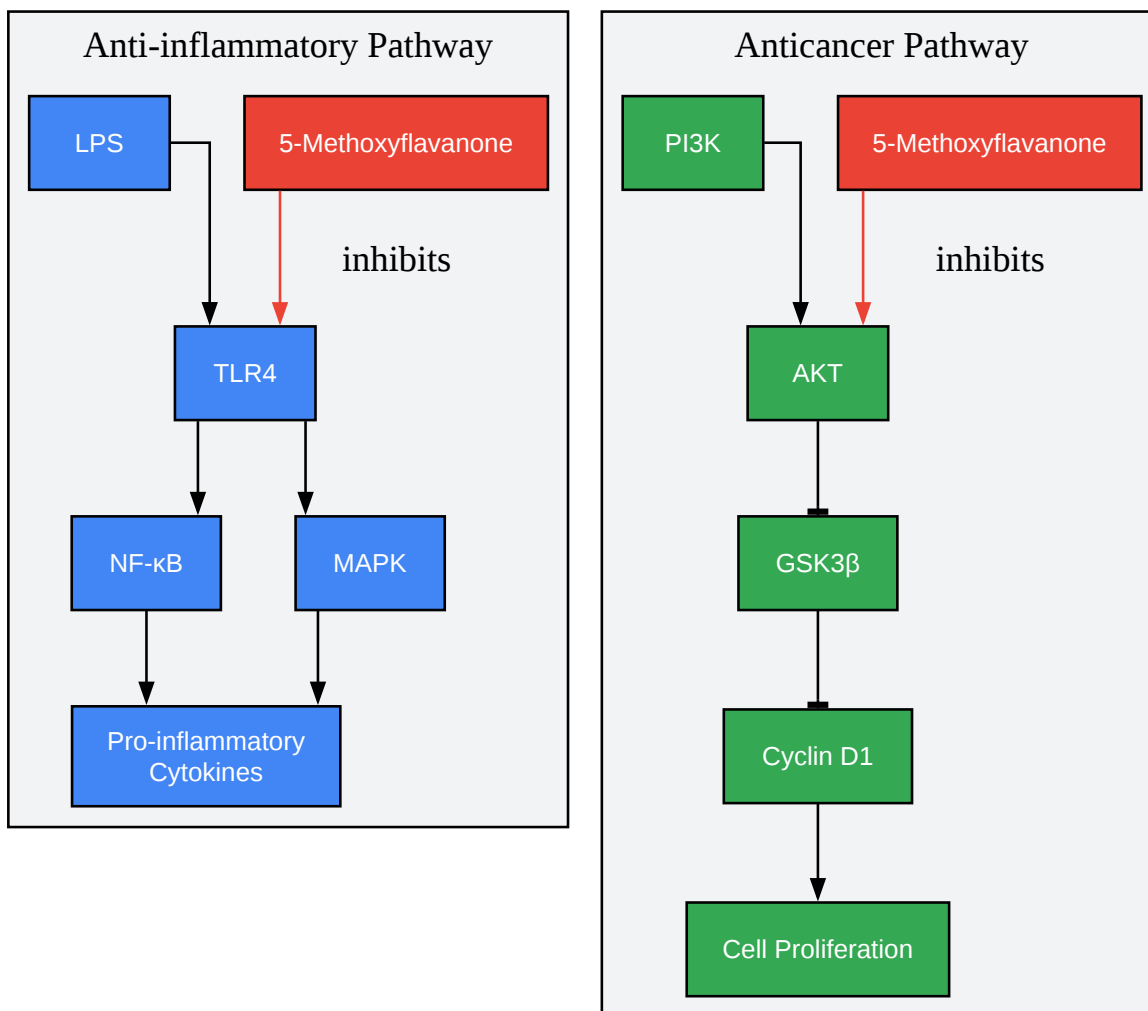 Anti-inflammatory Pathway
LPS
5-Methoxyflavanone
inhibits
TLR4
NF-κB
MAPK
Pro-inflammatory
Cytokines
Anticancer Pathway
PI3K
5-Methoxyflavanone
inhibits
AKT
GSK3β
Cyclin D1
Cell Proliferation